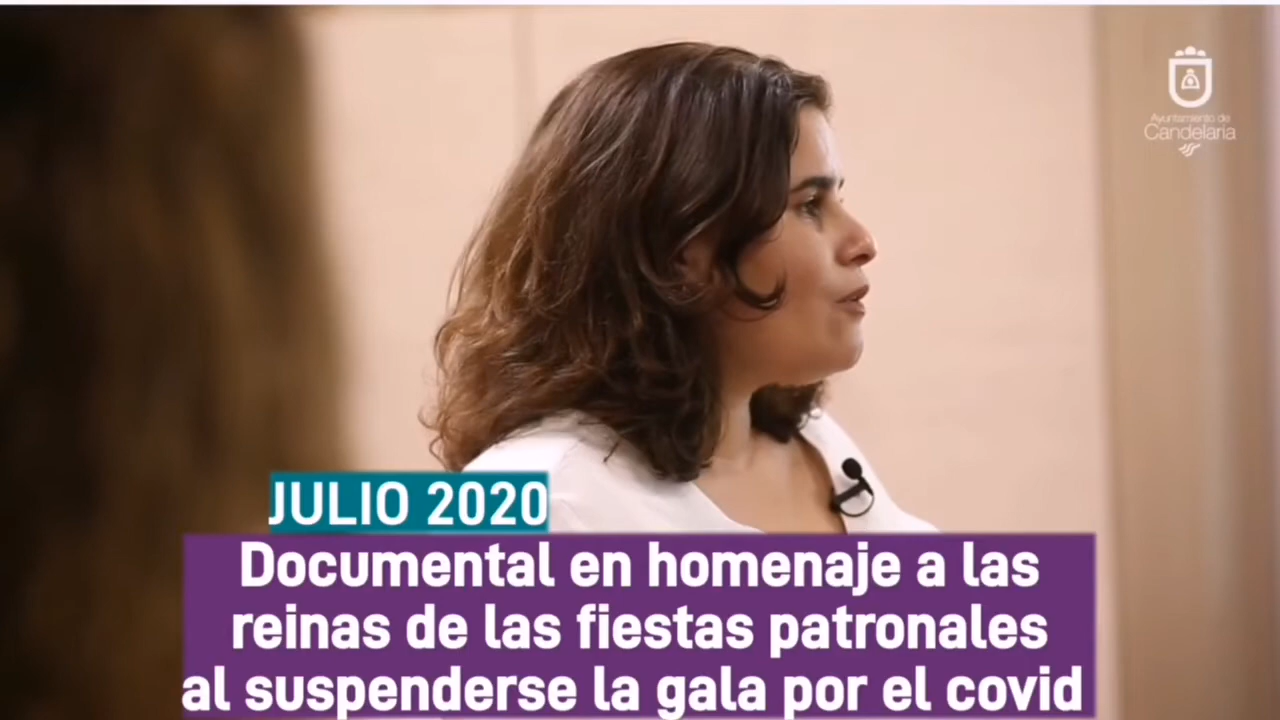 Ayuntamiento de
Candelaria
JULIO 2020
Documental en homenaje a las
reinas de las fiestas patronales
al suspenderse la gala por el covid